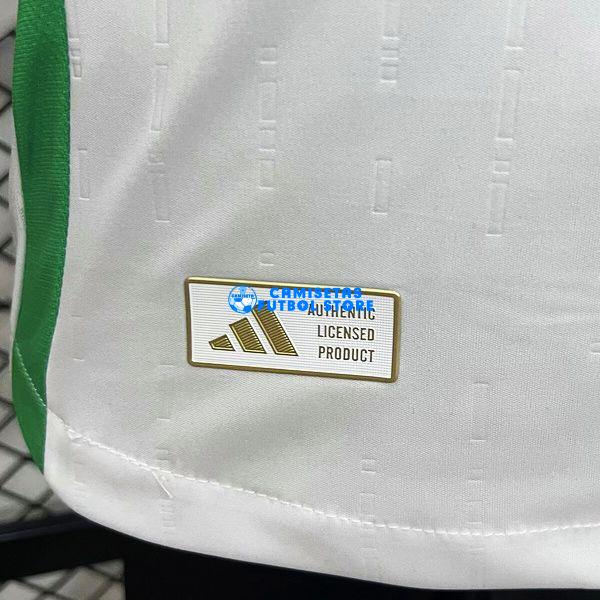 CAMISETAS
FUTBOL STORE
AUTHENTIC
LICENSED
PRODUCT